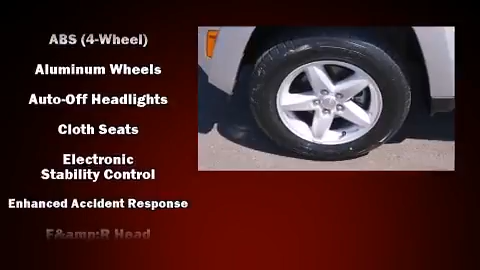 ABS (4-Wheel)
Aluminum Wheels
Auto-Off Headlights
Cloth Seats
Electronic
Stability Control
Enhanced Accident Response
F&amp;R Head